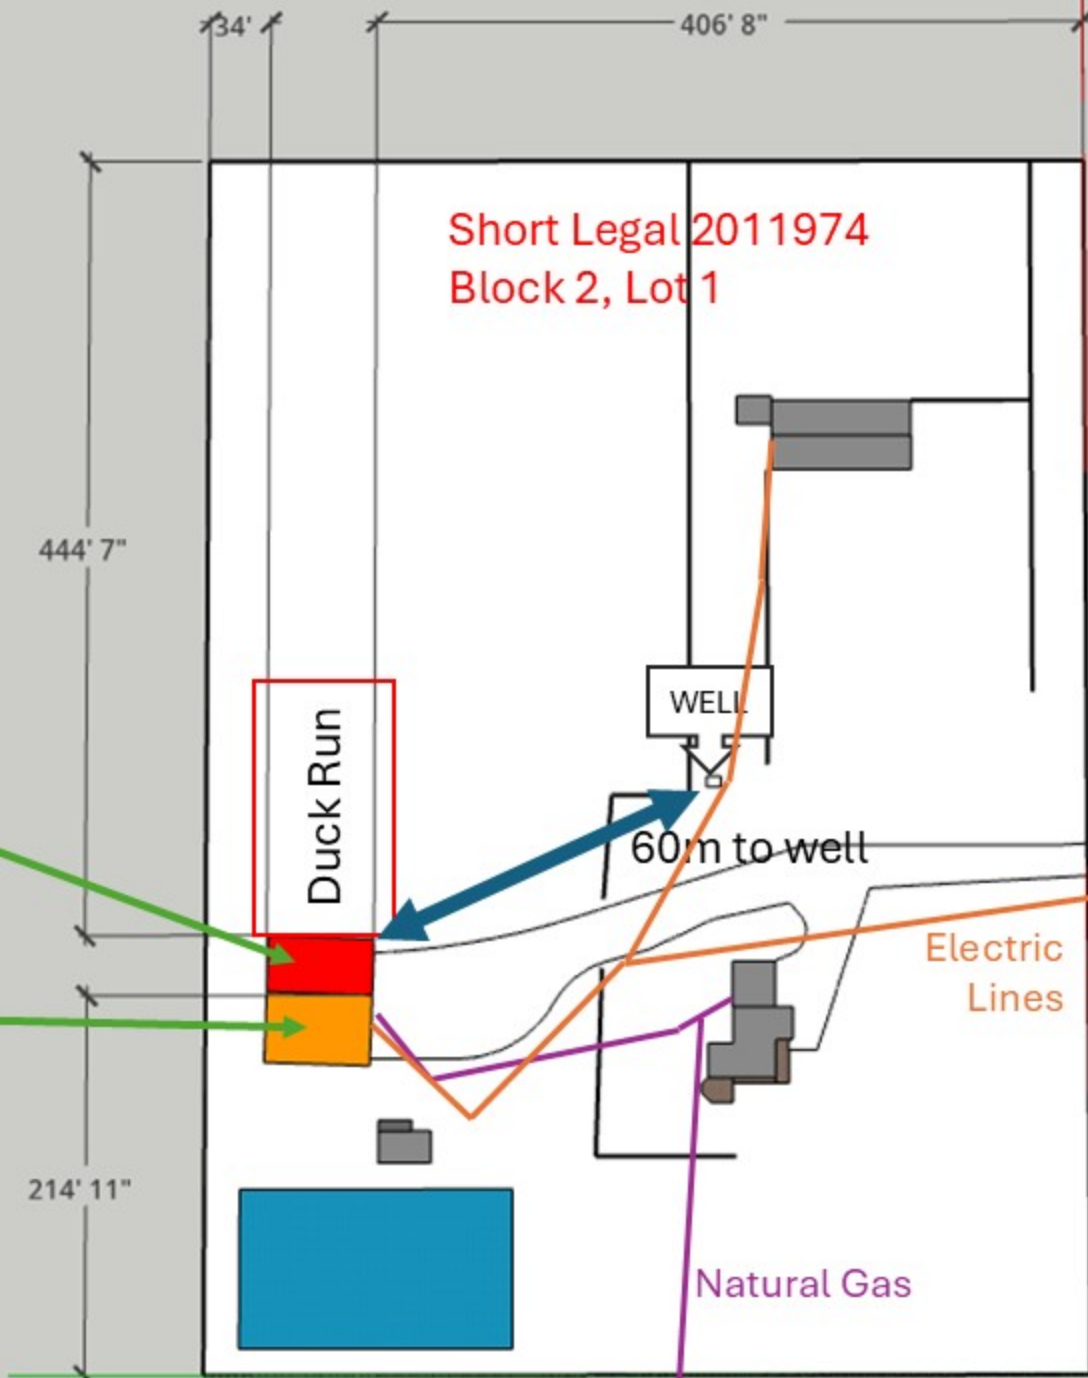 34'
406' 8"
Short Legal 2011974
Block 2, Lot 1
444' 7"
WELL
Duck Run
60m to well
Electric
Lines
214' 11"
Natural Gas